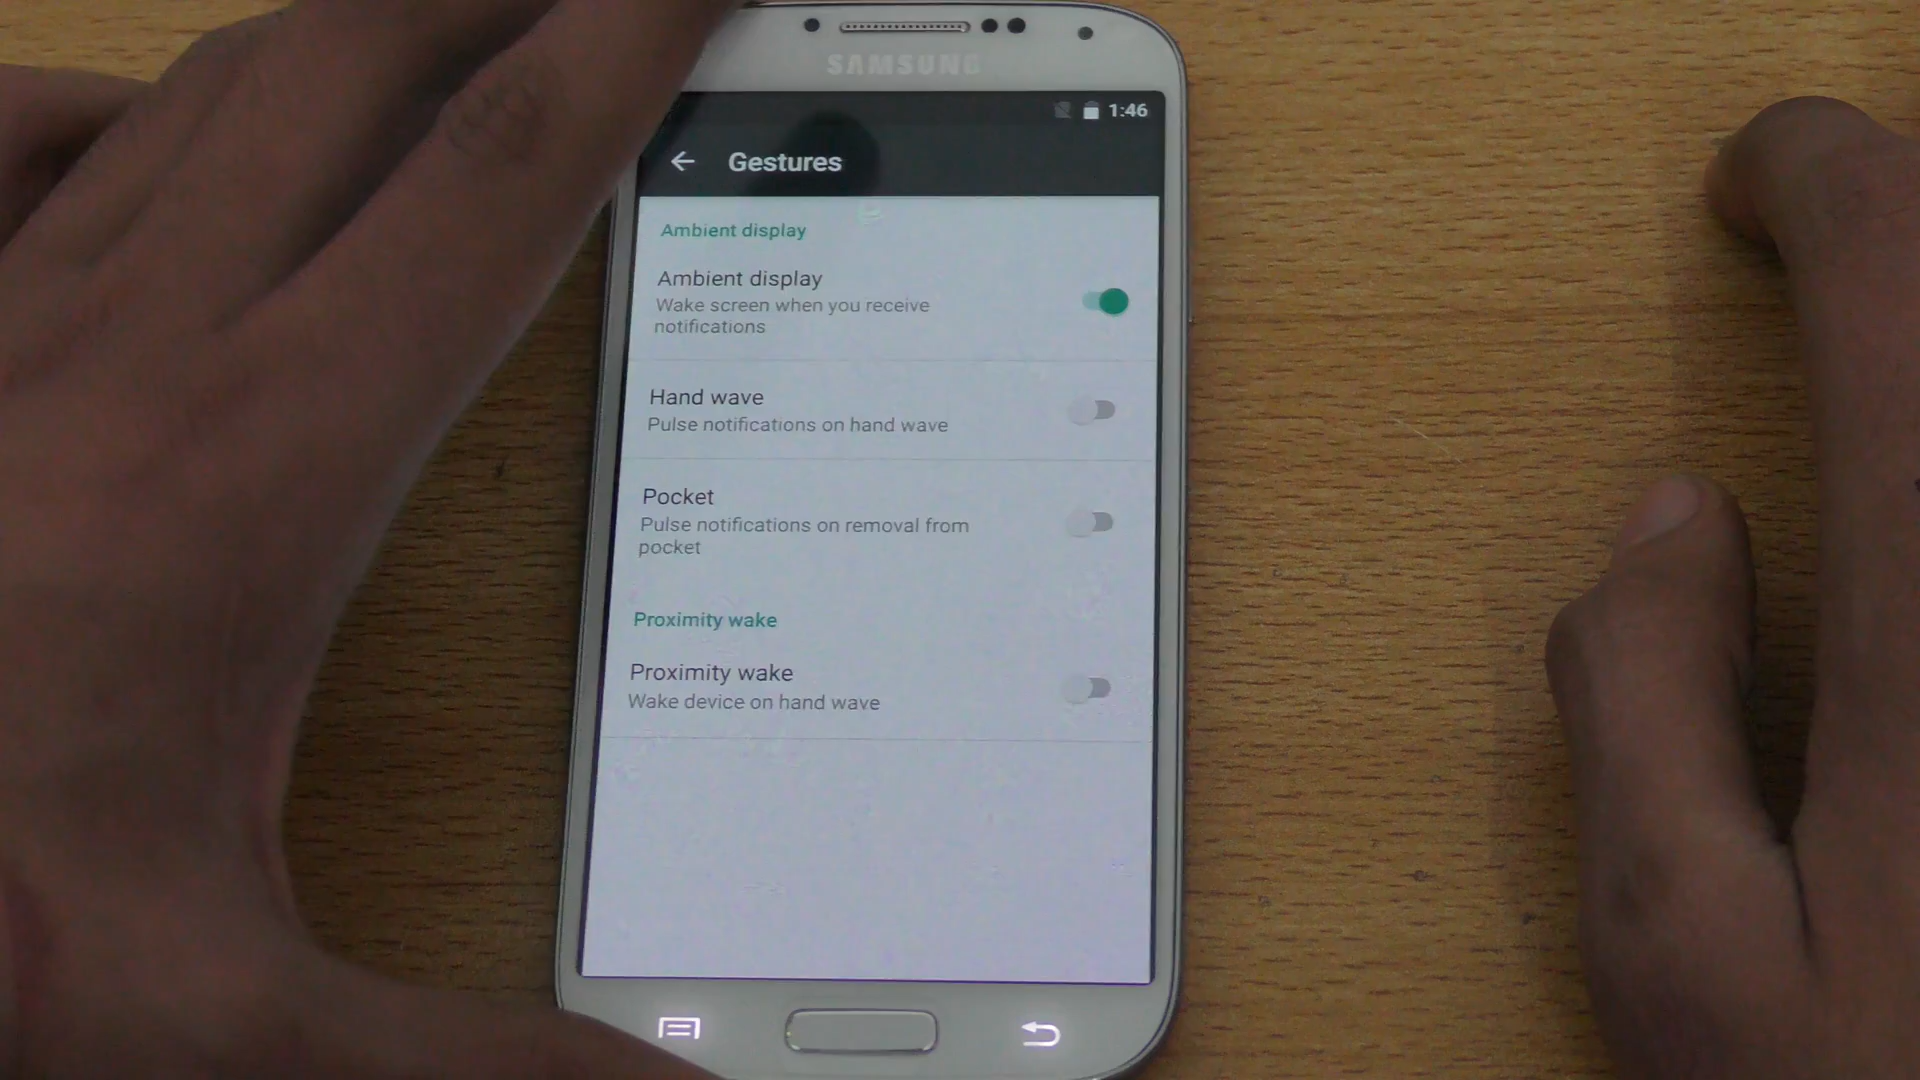 SAMSUNG
1:46
Gestures
Ambient display
Ambient display
Wake screen when you receive
notifications
Hand wave
Pulse notifications on hand wave
Pocket
Pulse notifications on removal from
pocket
Proximity wake
Proximity wake
Wake device on hand wave